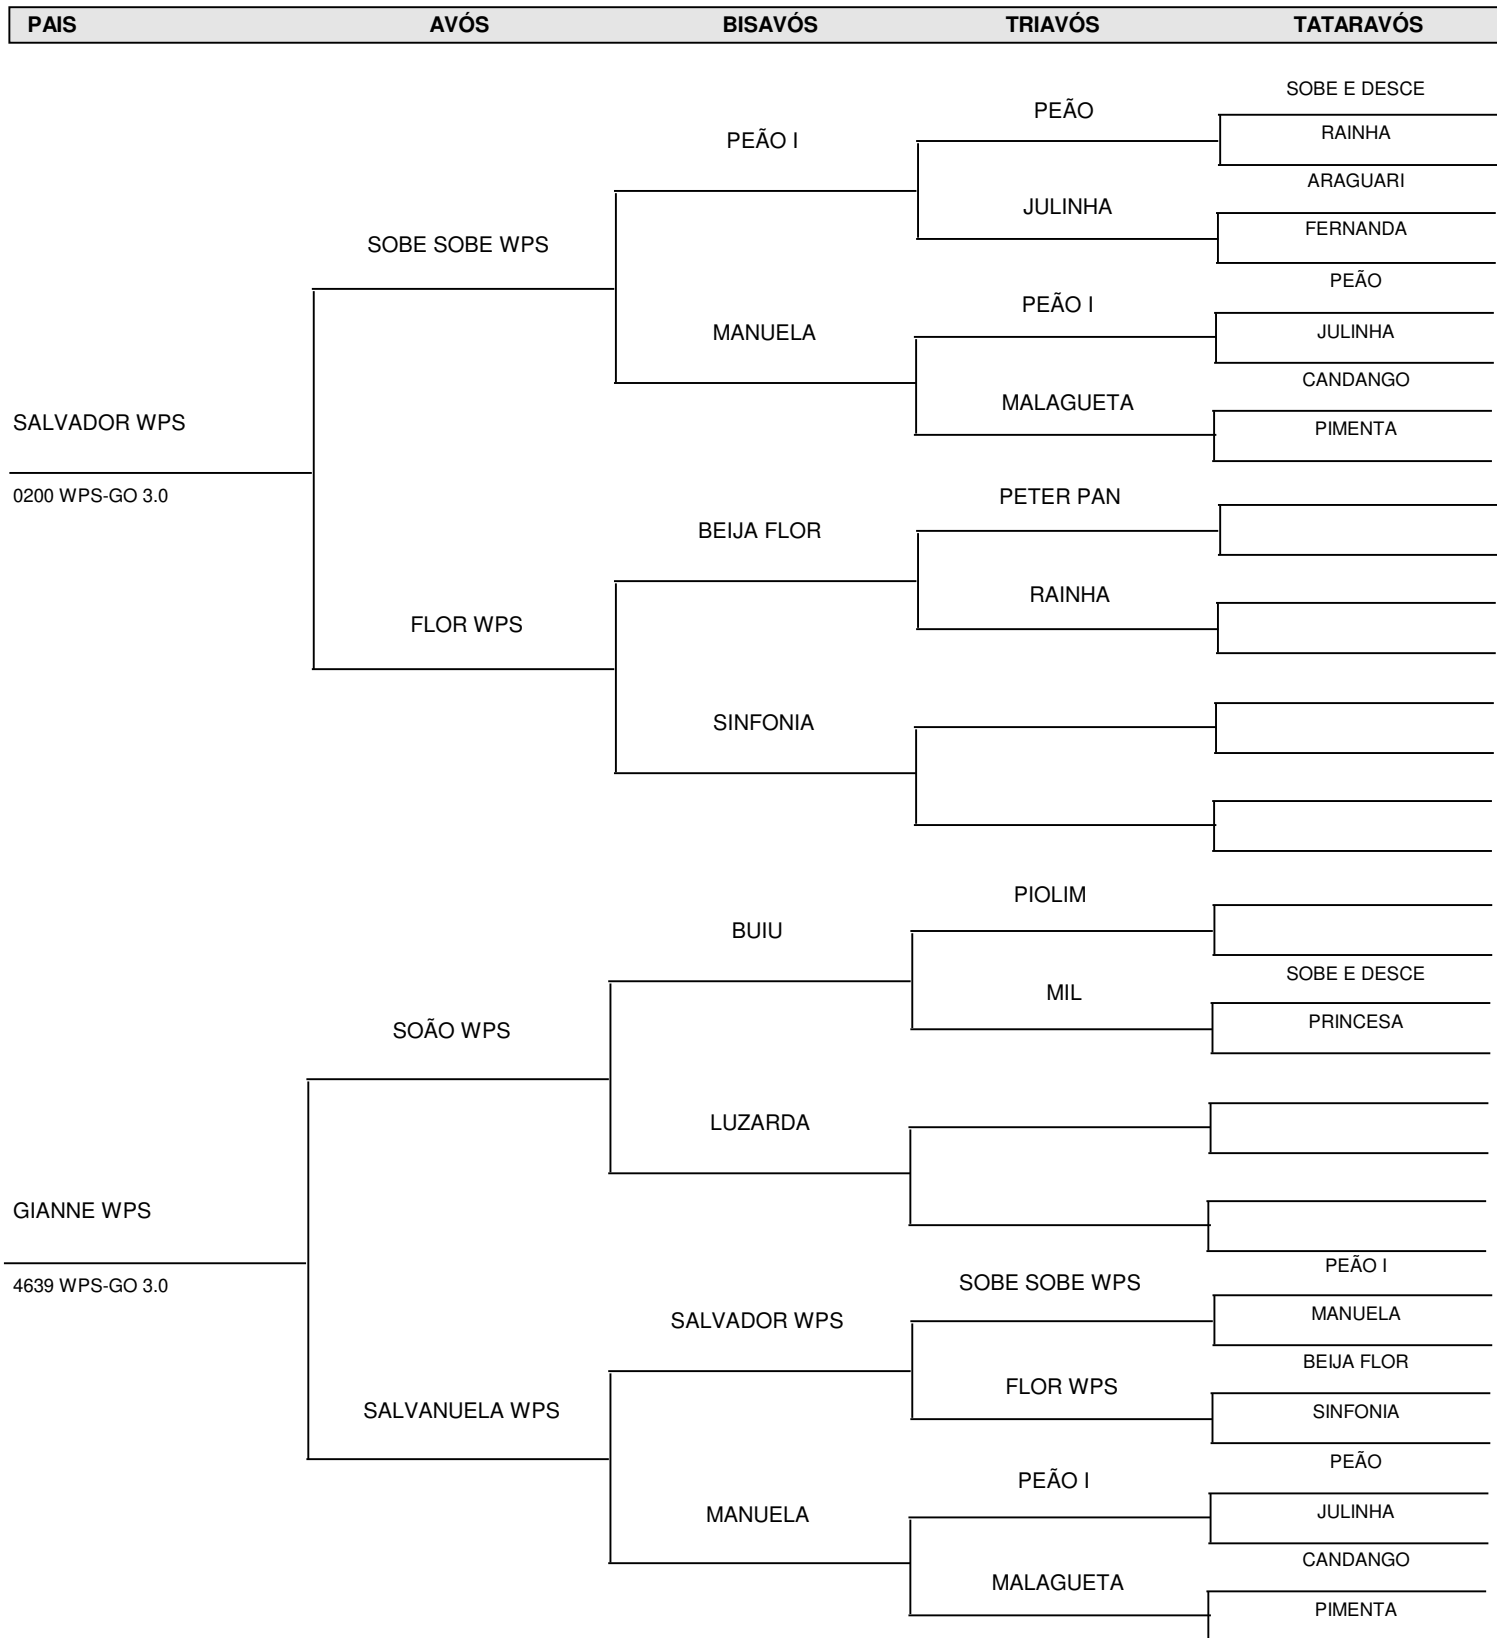 PAIS AVÓS BISAVÓS TRIAVÓS TATARAVÓS
SOBE E DESCE
PEÃO
RAINHA
PEÃO I
ARAGUARI
JULINHA
FERNANDA
SOBE SOBE WPS
PEÃO
PEÃO I
MANUELA
JULINHA
CANDANGO
MALAGUETA
SALVADOR WPS
PIMENTA
0200 WPS-GO 3.0
PETER PAN
BEIJA FLOR
RAINHA
FLOR WPS
SINFONIA
PIOLIM
BUIU
SOBE E DESCE
MIL
PRINCESA
SOÃO WPS
LUZARDA
GIANNE WPS
PEÃO I
4639 WPS-GO 3.0
SOBE SOBE WPS
MANUELA
SALVADOR WPS
BEIJA FLOR
FLOR WPS
SALVANUELA WPS
SINFONIA
PEÃO
PEÃO I
JULINHA
MANUELA
CANDANGO
MALAGUETA
PIMENTA